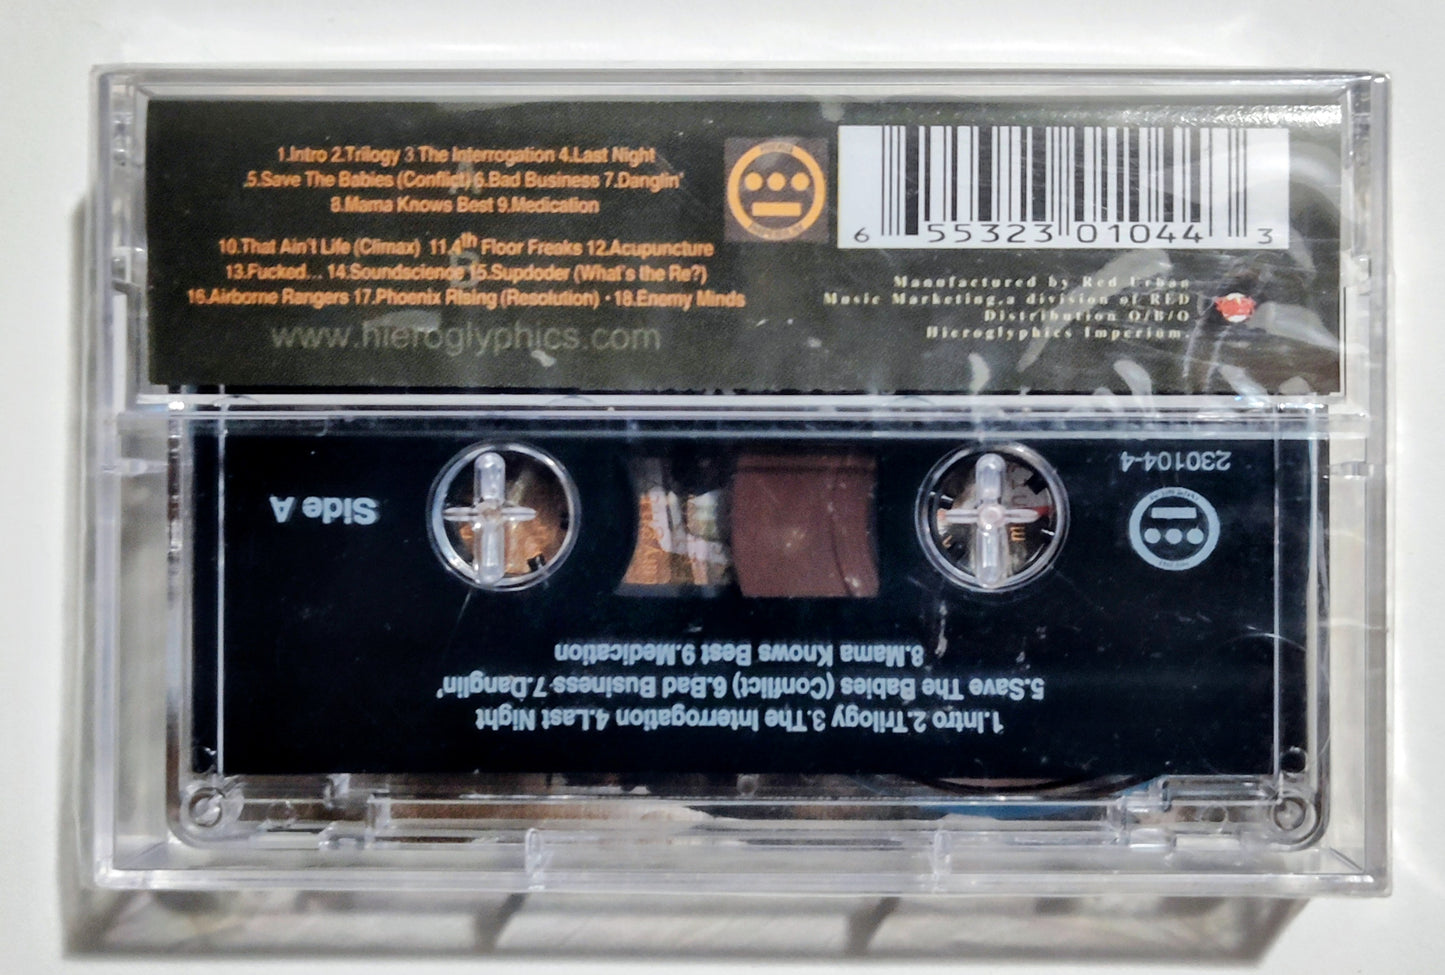 1.Intro 2.Trilogy 3.The Interrogation 4.Last Night
.5.Save The Babies (Conflict) 6.Bad Business 7.Danglin'
8.Mama Knows Best 9.Medication
10.That Ain't Life (Climax) 11.4th Floor Freaks 12.Acupuncture
13.Fucked... 14.Soundscience 15.Supdoder (What's the Re?)
16.Airborne Rangers 17.Phoenix Rising (Resolution) · 18.Enemy Minds
www.hieroglyphics.com
6 55323 01044 3
Manufactured by Red Urban
Music Marketing,a division of RED
Distribution O/B/O
Hieroglyphics Imperium.
230104-4
Side A
1.Intro 2.Trilogy 3.The Interrogation 4.Last Night
5.Save The Babies (Conflict) 6.Bad Business 7.Danglin'
8.Mama Knows Best 9.Medication